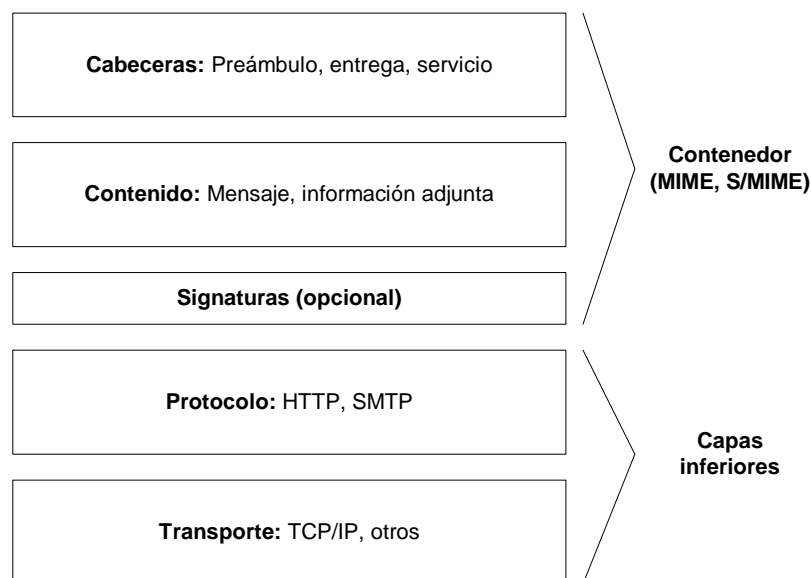 Cabeceras: Preámbulo, entrega, servicio
Contenido: Mensaje, información adjunta
Signaturas (opcional)
Contenedor
(MIME, S/MIME)
Protocolo: HTTP, SMTP
Transporte: TCP/IP, otros
Capas
inferiores